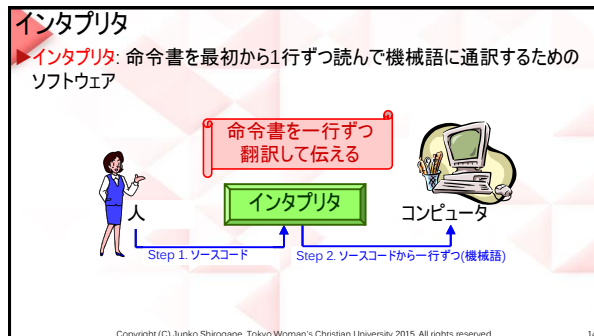 インタプリタ
▶インタプリタ: 命令書を最初から1行ずつ読んで機械語に通訳するための
ソフトウェア
命令書を一行ずつ
翻訳して伝える
人
インタプリタ
コンピュータ
Step 1. ソースコード
Step 2. ソースコードから一行ずつ(機械語)
Copyright (C) Junko Shirogane, Tokyo Woman's Christian University 2015, All rights reserved.